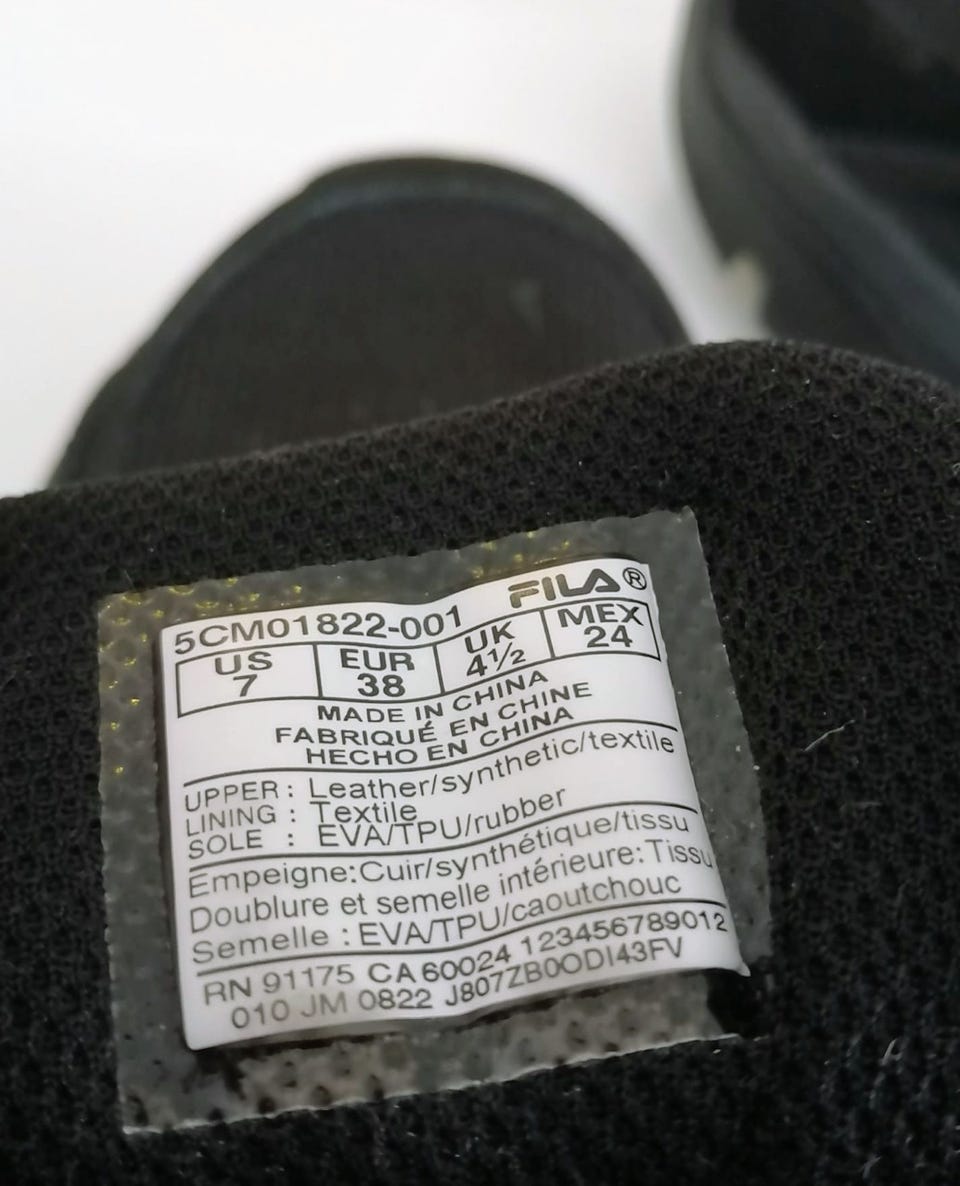 FILA®
5CM01822-001
US EUR UK MEX
7 38 4½ 24
MADE IN CHINA
FABRIQUÉ EN CHINE
HECHO EN CHINA
UPPER : Leather/synthetic/textile
LINING : Textile
SOLE : EVA/TPU/rubber
Empeigne:Cuir/synthétique/tissu
Doublure et semelle intérieure:Tissu
Semelle :EVA/TPU/caoutchouc
RN 91175 CA 60024 123456789012
010 JM 0822 J807ZB0ODI43FV